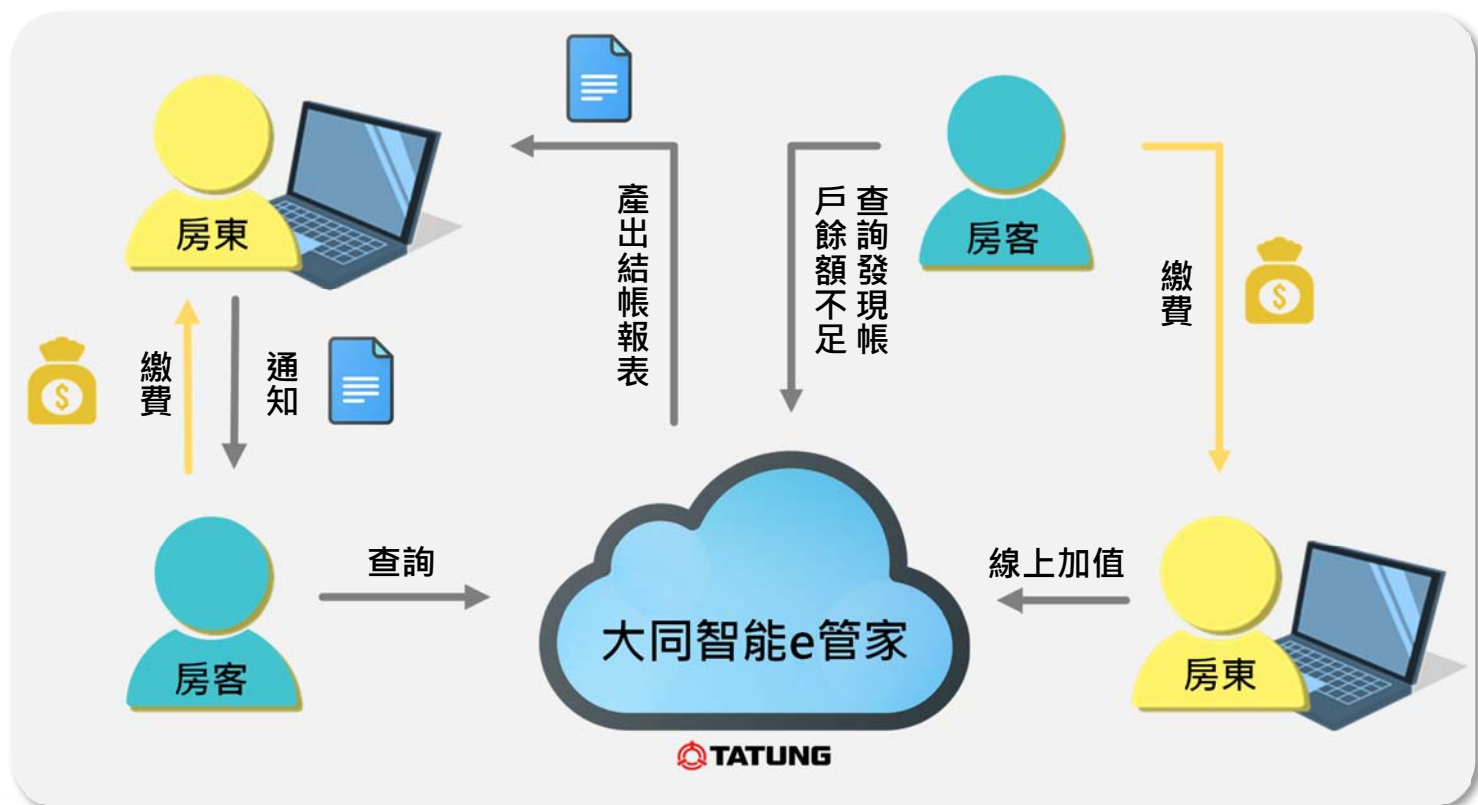 房東
產出結帳報表
查詢發現帳
戶餘額不足
房客
繳費
繳費
通知
房客
查詢
大同智能e管家
線上加值
房東
TATUNG